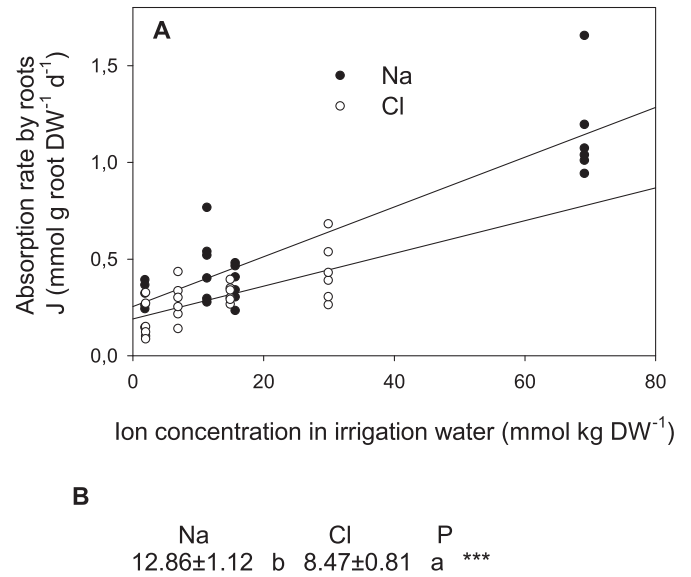 A
Absorption rate by roots
J (mmol g root DW⁻¹ d⁻¹)
1,5
1,0
0,5
0,0
Na
Cl
0 20 40 60 80
Ion concentration in irrigation water (mmol kg DW⁻¹)
B
Na Cl P
12.86±1.12 b 8.47±0.81 a ***